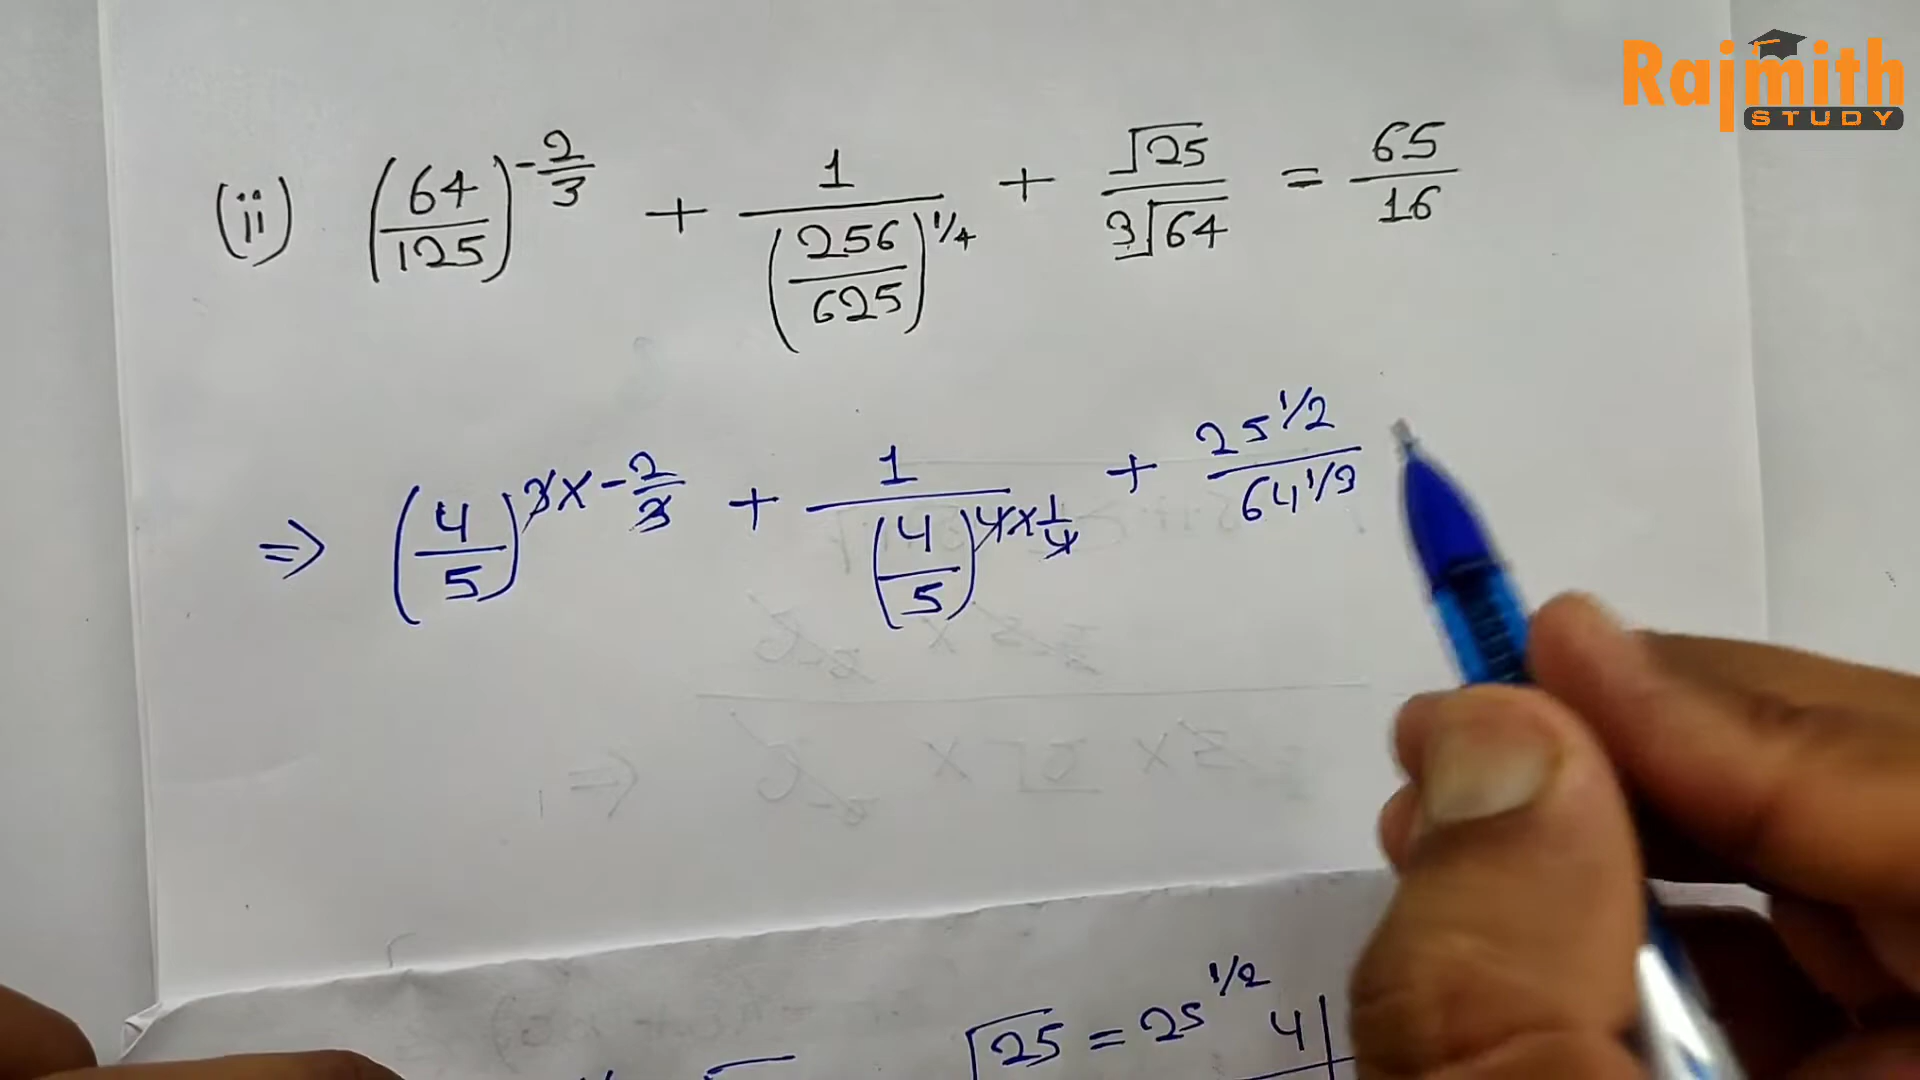 Rajmith
STUDY
(ii) (64/125)^(-2/3) + 1/(256/625)^(1/4) + √25/∛64 = 65/16
⇒ (4/5)^(3×-2/3) + 1/(4/5)^(4×1/4) + 25^(1/2)/64^(1/3)
√25 = 25^(1/2) 4